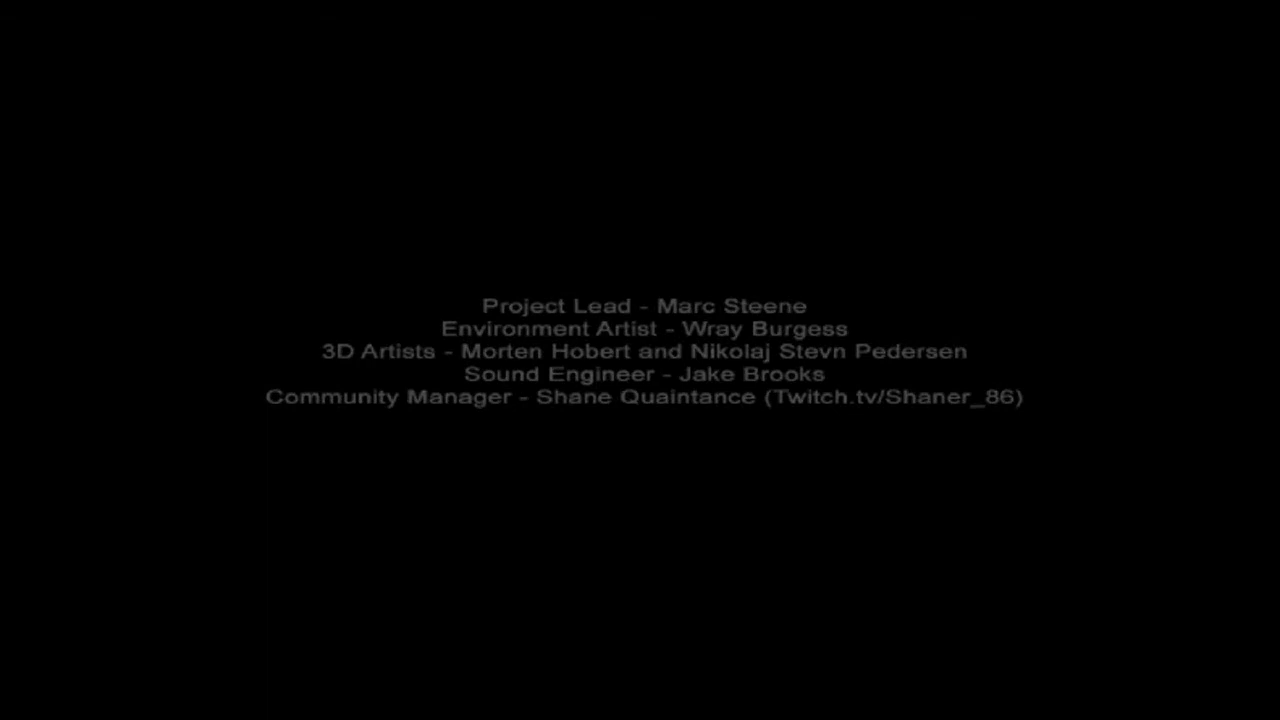 Project Lead - Marc Steene
Environment Artist - Wray Burgess
3D Artists - Morten Hobert and Nikolaj Stevn Pedersen
Sound Engineer - Jake Brooks
Community Manager - Shane Quaintance (Twitch.tv/Shaner_86)